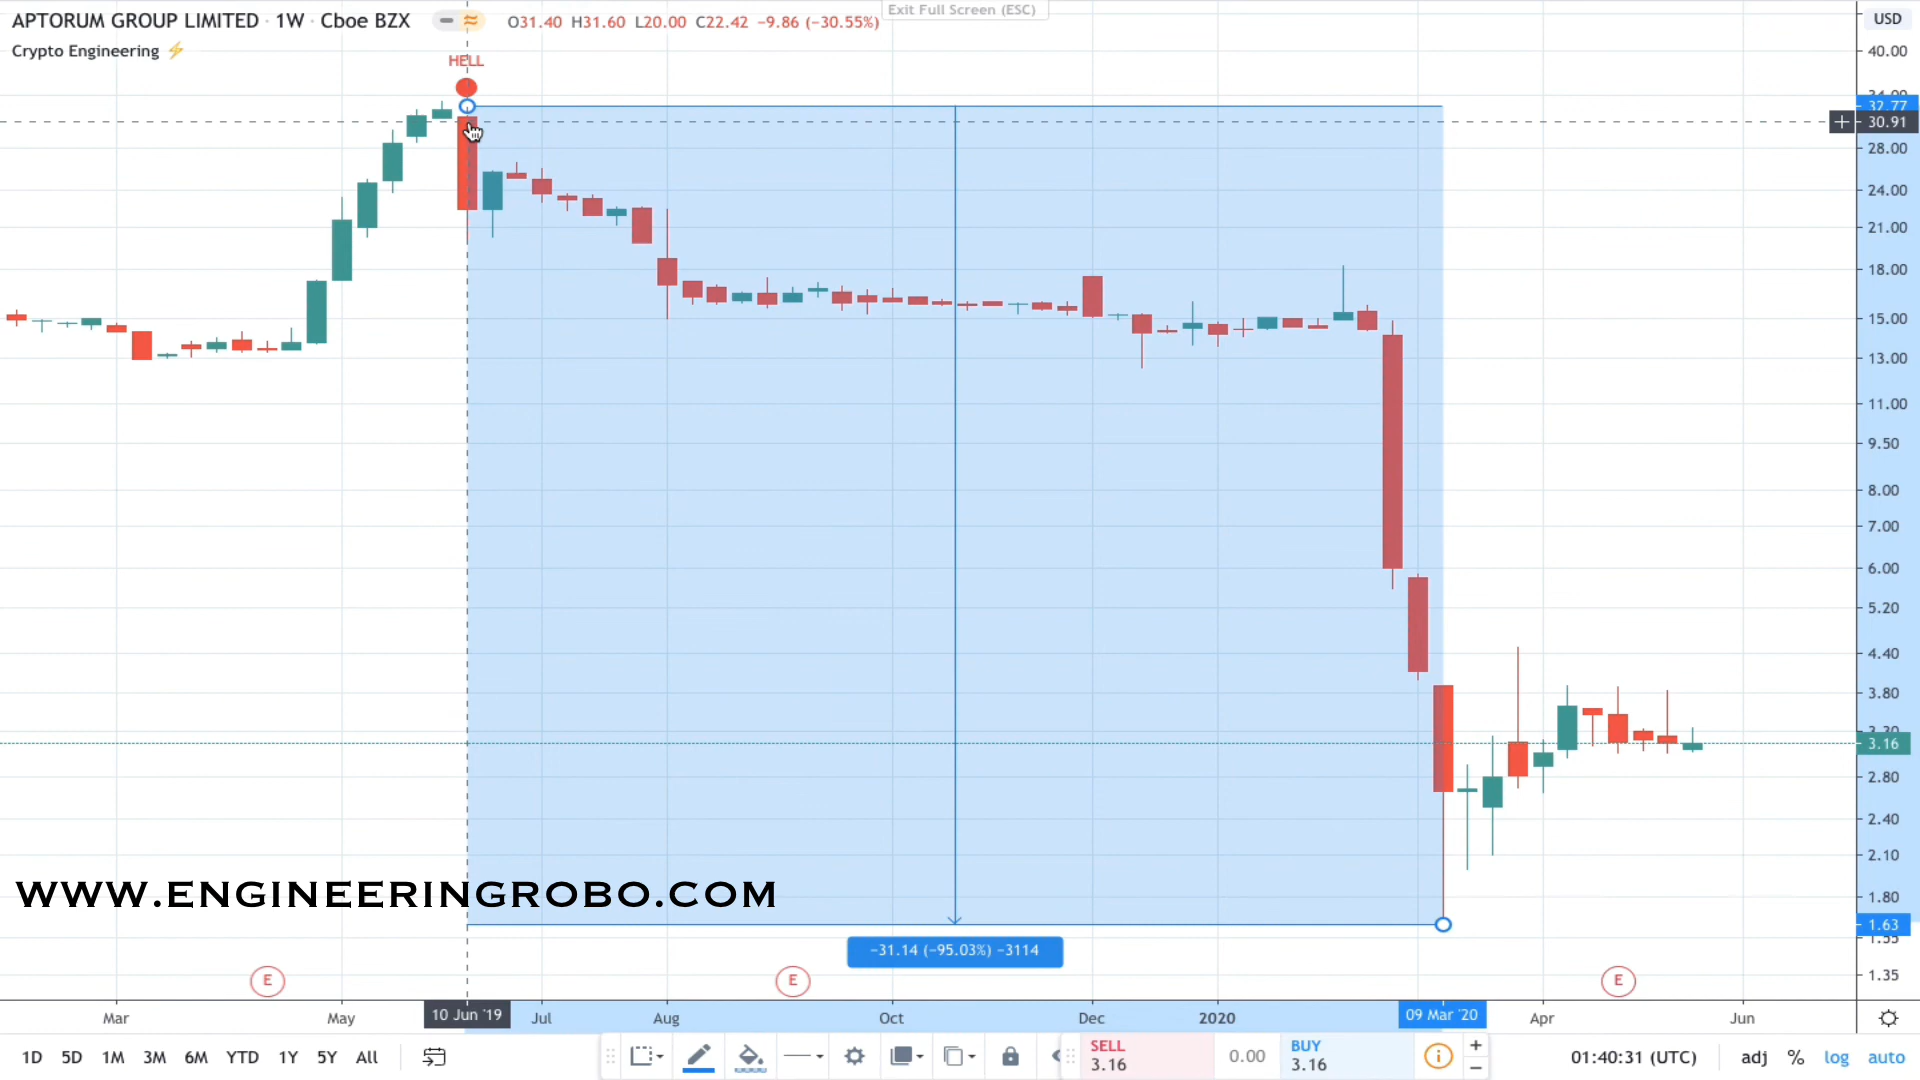 APTORUM GROUP LIMITED · 1W · Cboe BZX
O31.40 H31.60 L20.00 C22.42 −9.86 (−30.55%)
Exit Full Screen (ESC)
USD
Crypto Engineering ⚡
HELL
40.00
34.00
32.77
30.91
28.00
24.00
21.00
18.00
15.00
13.00
11.00
9.50
8.00
7.00
6.00
5.20
4.40
3.80
3.20
3.16
2.80
2.40
2.10
1.80
1.63
1.55
1.35
WWW.ENGINEERINGROBO.COM
−31.14 (−95.03%) −3114
E E E
Mar May 10 Jun '19 Jul Aug Oct Dec 2020 09 Mar '20 Apr Jun
1D 5D 1M 3M 6M YTD 1Y 5Y All
SELL
3.16
0.00
BUY
3.16
01:40:31 (UTC) adj % log auto